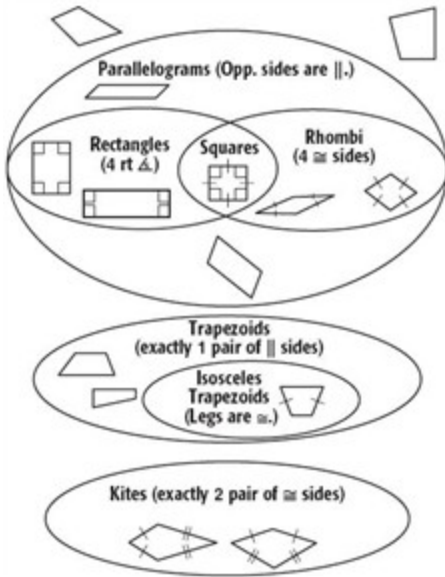 Parallelograms (Opp. sides are ||.)
Rectangles
(4 rt ∡)
Squares
Rhombi
(4 ≅ sides)
Trapezoids
(exactly 1 pair of || sides)
Isosceles
Trapezoids
(Legs are ≅.)
Kites (exactly 2 pair of ≅ sides)